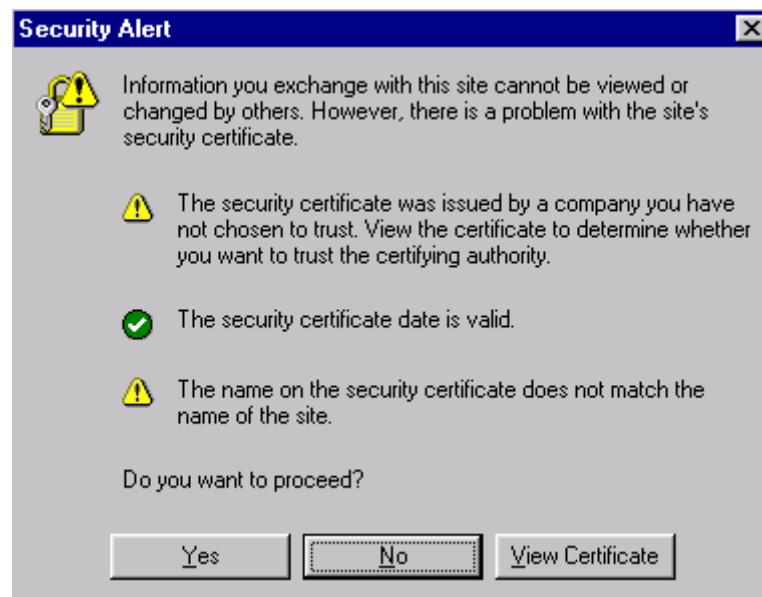 Security Alert
Information you exchange with this site cannot be viewed or
changed by others. However, there is a problem with the site's
security certificate.
The security certificate was issued by a company you have
not chosen to trust. View the certificate to determine whether
you want to trust the certifying authority.
The security certificate date is valid.
The name on the security certificate does not match the
name of the site.
Do you want to proceed?
Yes No View Certificate